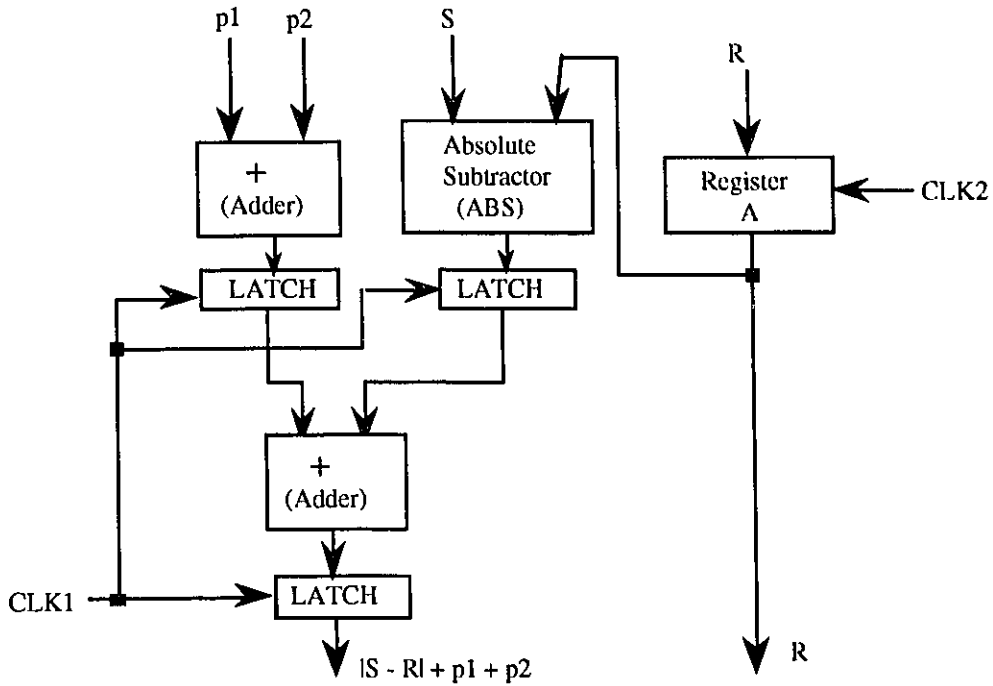 p1
p2
S
R
+
(Adder)
Absolute
Subtractor
(ABS)
Register
A
CLK2
LATCH
LATCH
+
(Adder)
CLK1
LATCH
|S - R| + p1 + p2
R